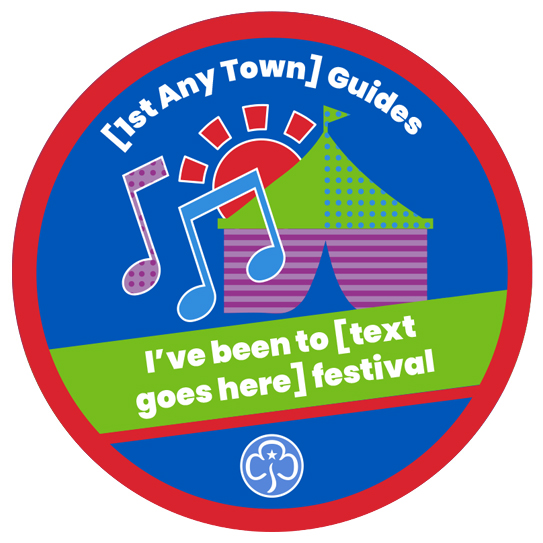 [1st Any Town] Guides
I’ve been to [text
goes here] festival